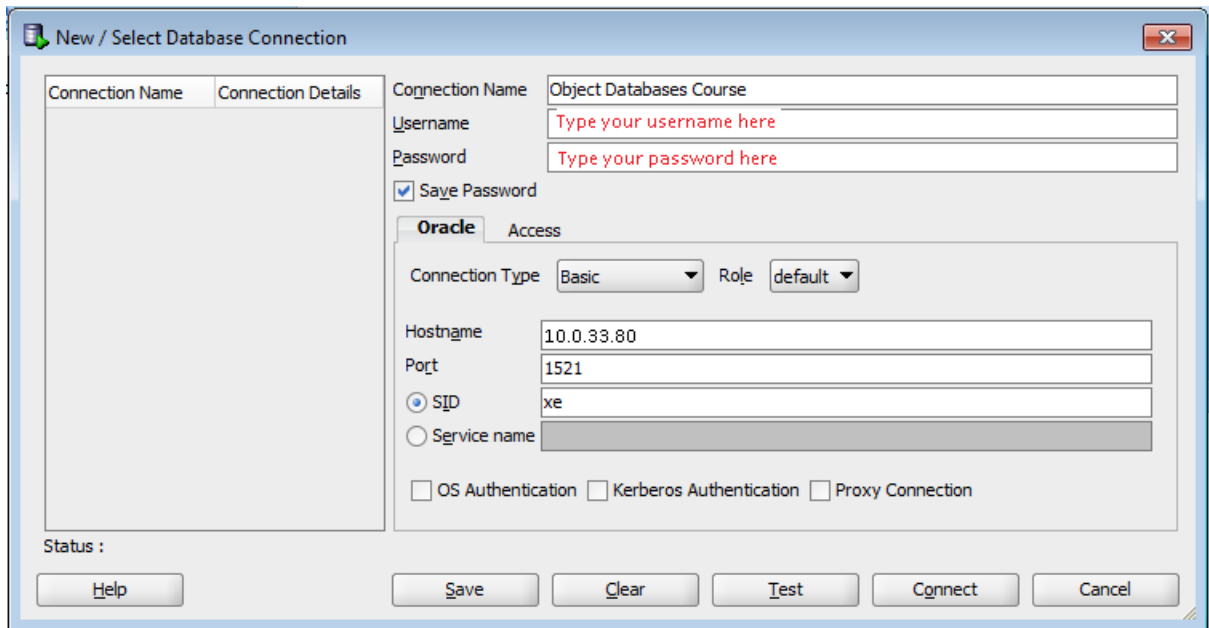 New / Select Database Connection
Connection Name Connection Details
Connection Name Object Databases Course
Username Type your username here
Password Type your password here
Save Password
Oracle Access
Connection Type Basic Role default
Hostname 10.0.33.80
Port 1521
SID xe
Service name
OS Authentication Kerberos Authentication Proxy Connection
Status :
Help Save Clear Test Connect Cancel